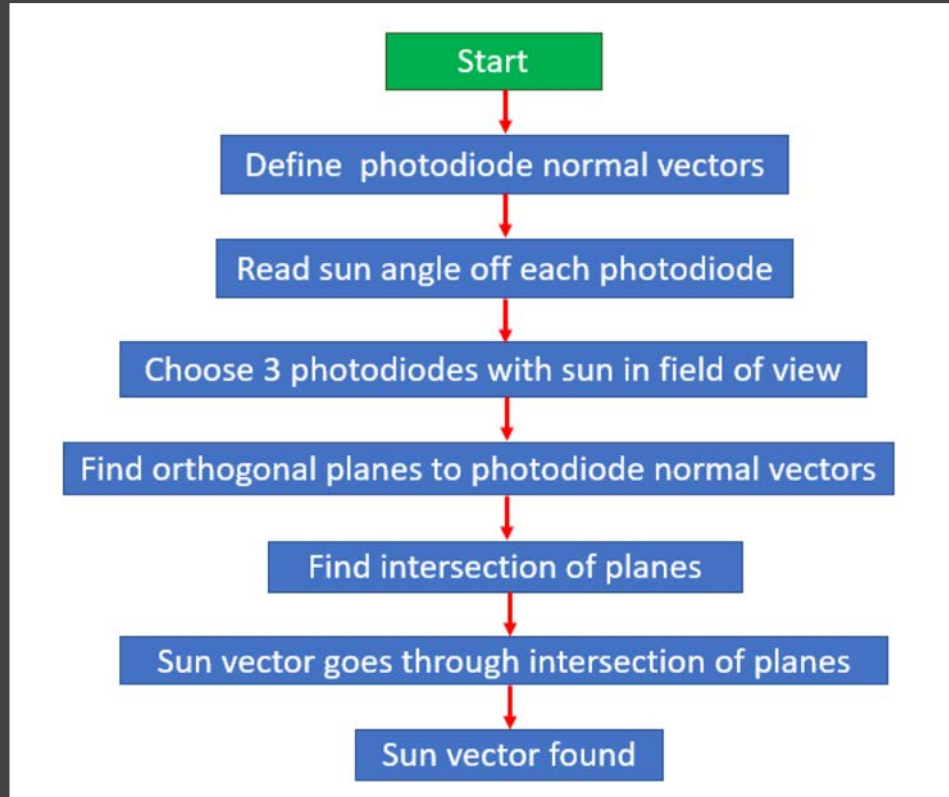 Start
Define photodiode normal vectors
Read sun angle off each photodiode
Choose 3 photodiodes with sun in field of view
Find orthogonal planes to photodiode normal vectors
Find intersection of planes
Sun vector goes through intersection of planes
Sun vector found